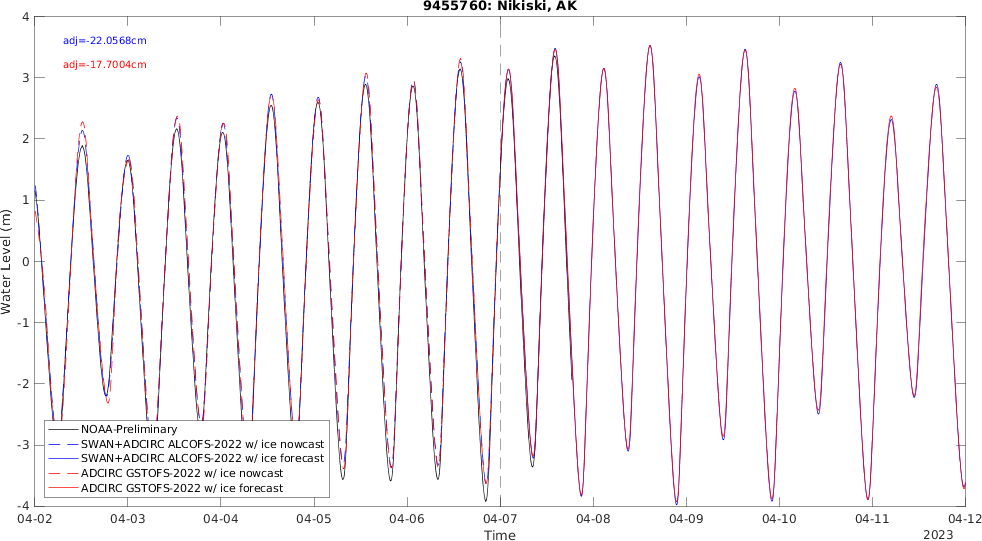 9455760: Nikiski, AK
adj=-22.0568cm
adj=-17.7004cm
Water Level (m)
4
3
2
1
0
-1
-2
-3
-4
NOAA-Preliminary
SWAN+ADCIRC ALCOFS-2022 w/ ice nowcast
SWAN+ADCIRC ALCOFS-2022 w/ ice forecast
ADCIRC GSTOFS-2022 w/ ice nowcast
ADCIRC GSTOFS-2022 w/ ice forecast
04-02 04-03 04-04 04-05 04-06 04-07 04-08 04-09 04-10 04-11 04-12
Time
2023